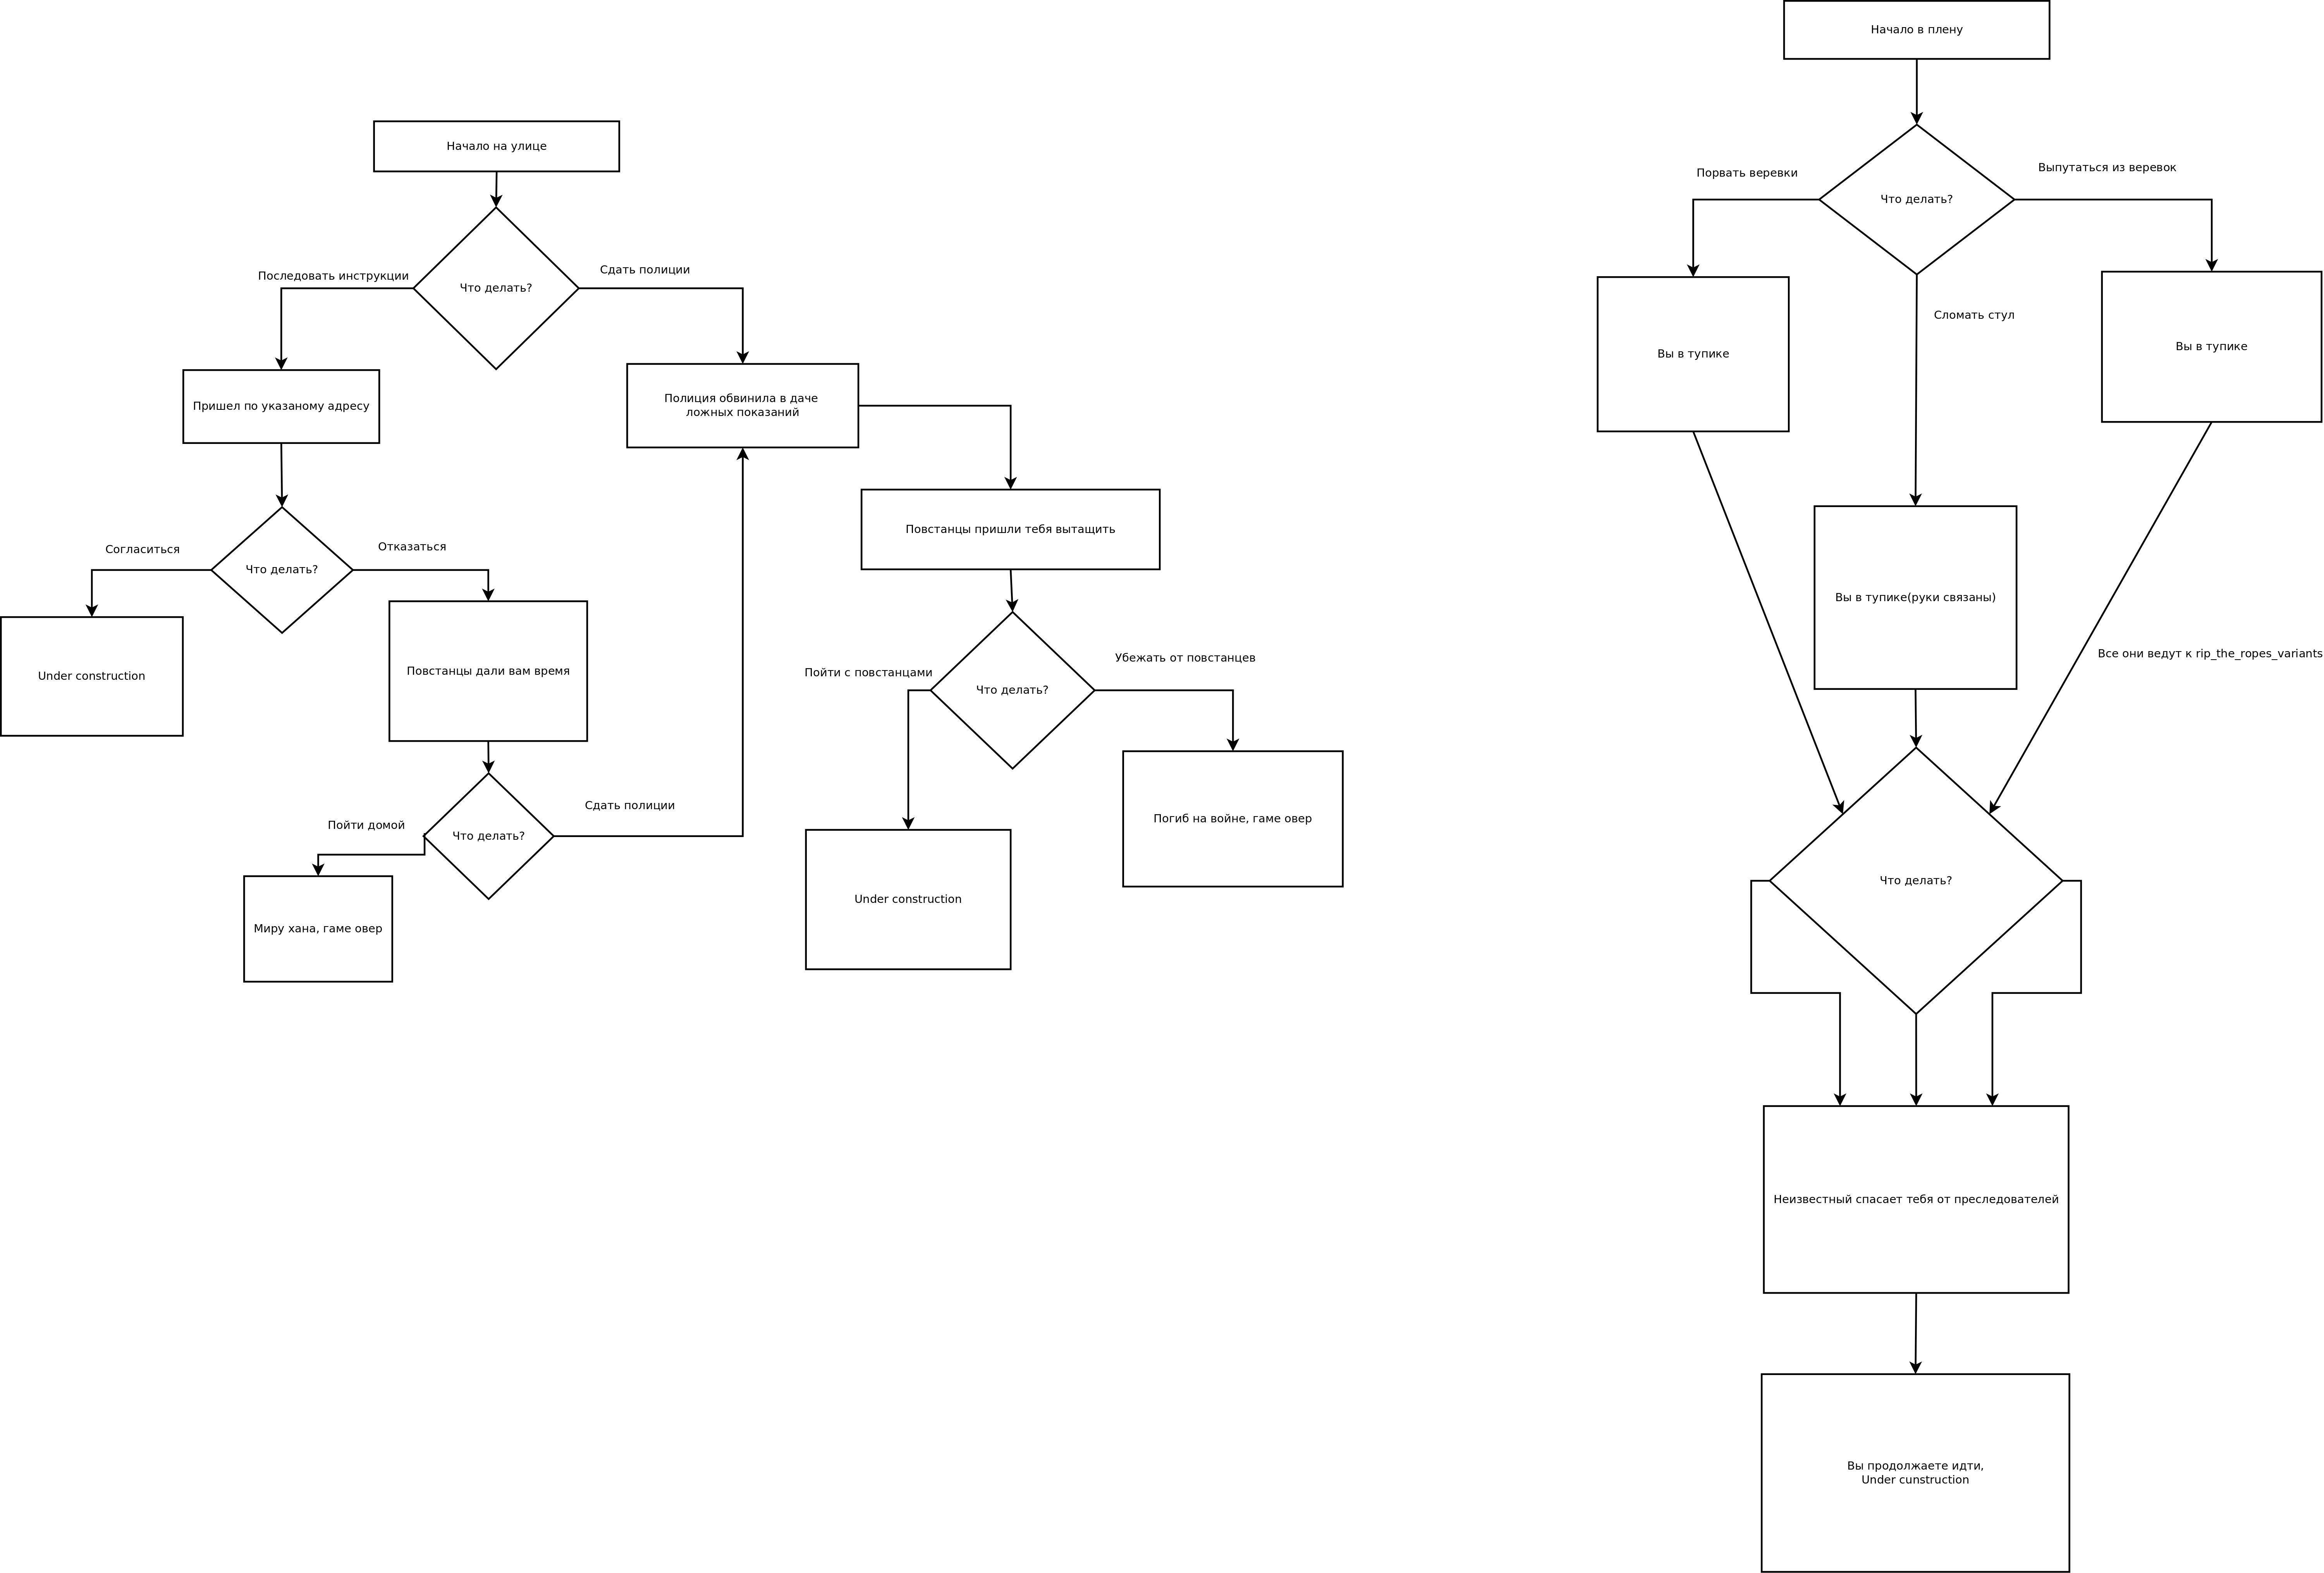 Начало на улице
Что делать?
Последовать инструкции
Сдать полиции
Пришел по указаному адресу
Полиция обвинила в даче
ложных показаний
Что делать?
Согласиться
Отказаться
Under construction
Повстанцы дали вам время
Что делать?
Пойти домой
Сдать полиции
Миру хана, гаме овер
Повстанцы пришли тебя вытащить
Что делать?
Пойти с повстанцами
Убежать от повстанцев
Under construction
Погиб на войне, гаме овер
Начало в плену
Что делать?
Порвать веревки
Выпутаться из веревок
Сломать стул
Вы в тупике
Вы в тупике
Вы в тупике(руки связаны)
Все они ведут к rip_the_ropes_variants
Что делать?
Неизвестный спасает тебя от преследователей
Вы продолжаете идти,
Under cunstruction